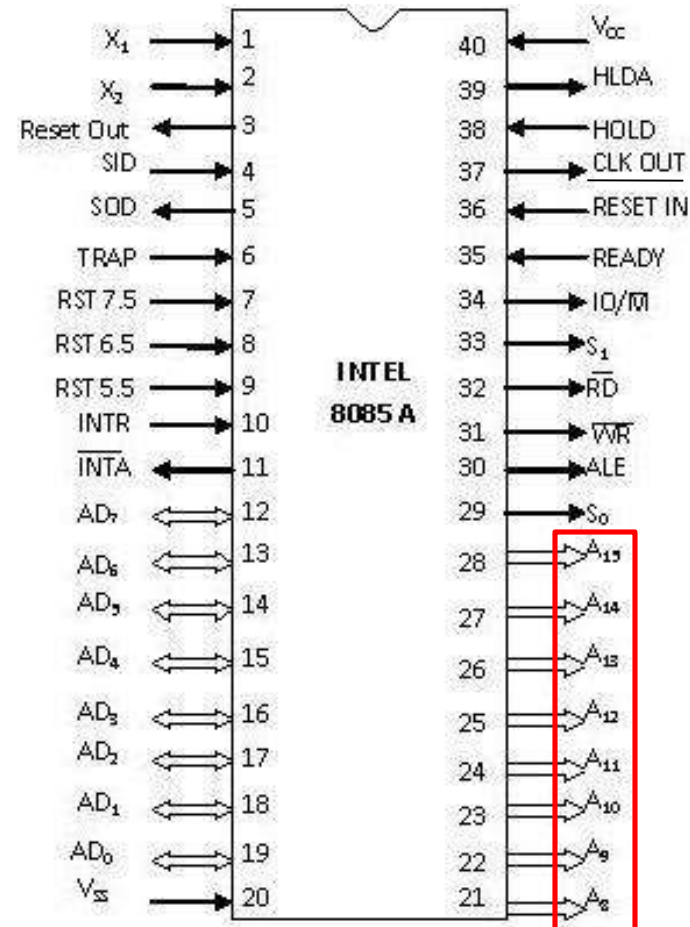 X₁ 1 40 Vcc
X₂ 2 39 HLDA
Reset Out 3 38 HOLD
SID 4 37 CLK OUT
SOD 5 36 RESET IN
TRAP 6 35 READY
RST 7.5 7 34 IO/M̅
RST 6.5 8 33 S₁
RST 5.5 9 32 R̅D̅
INTR 10 31 W̅R̅
I̅N̅T̅A̅ 11 30 ALE
AD₇ 12 29 S₀
AD₆ 13 28 A₁₅
AD₅ 14 27 A₁₄
AD₄ 15 26 A₁₃
AD₃ 16 25 A₁₂
AD₂ 17 24 A₁₁
AD₁ 18 23 A₁₀
AD₀ 19 22 A₉
Vss 20 21 A₈
INTEL
8085 A